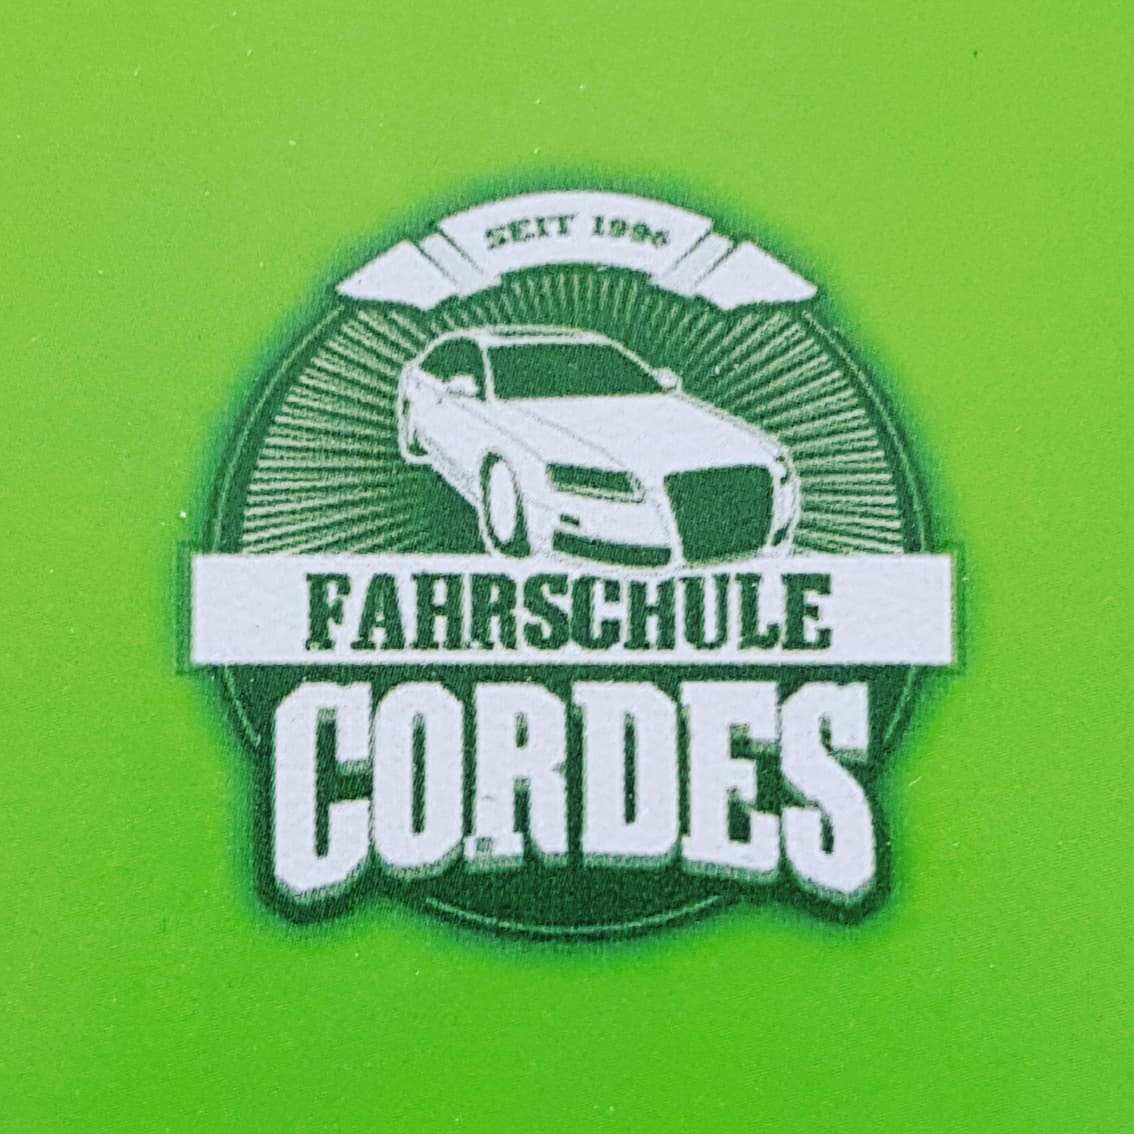 SEIT 1996
FAHRSCHULE
CORDES